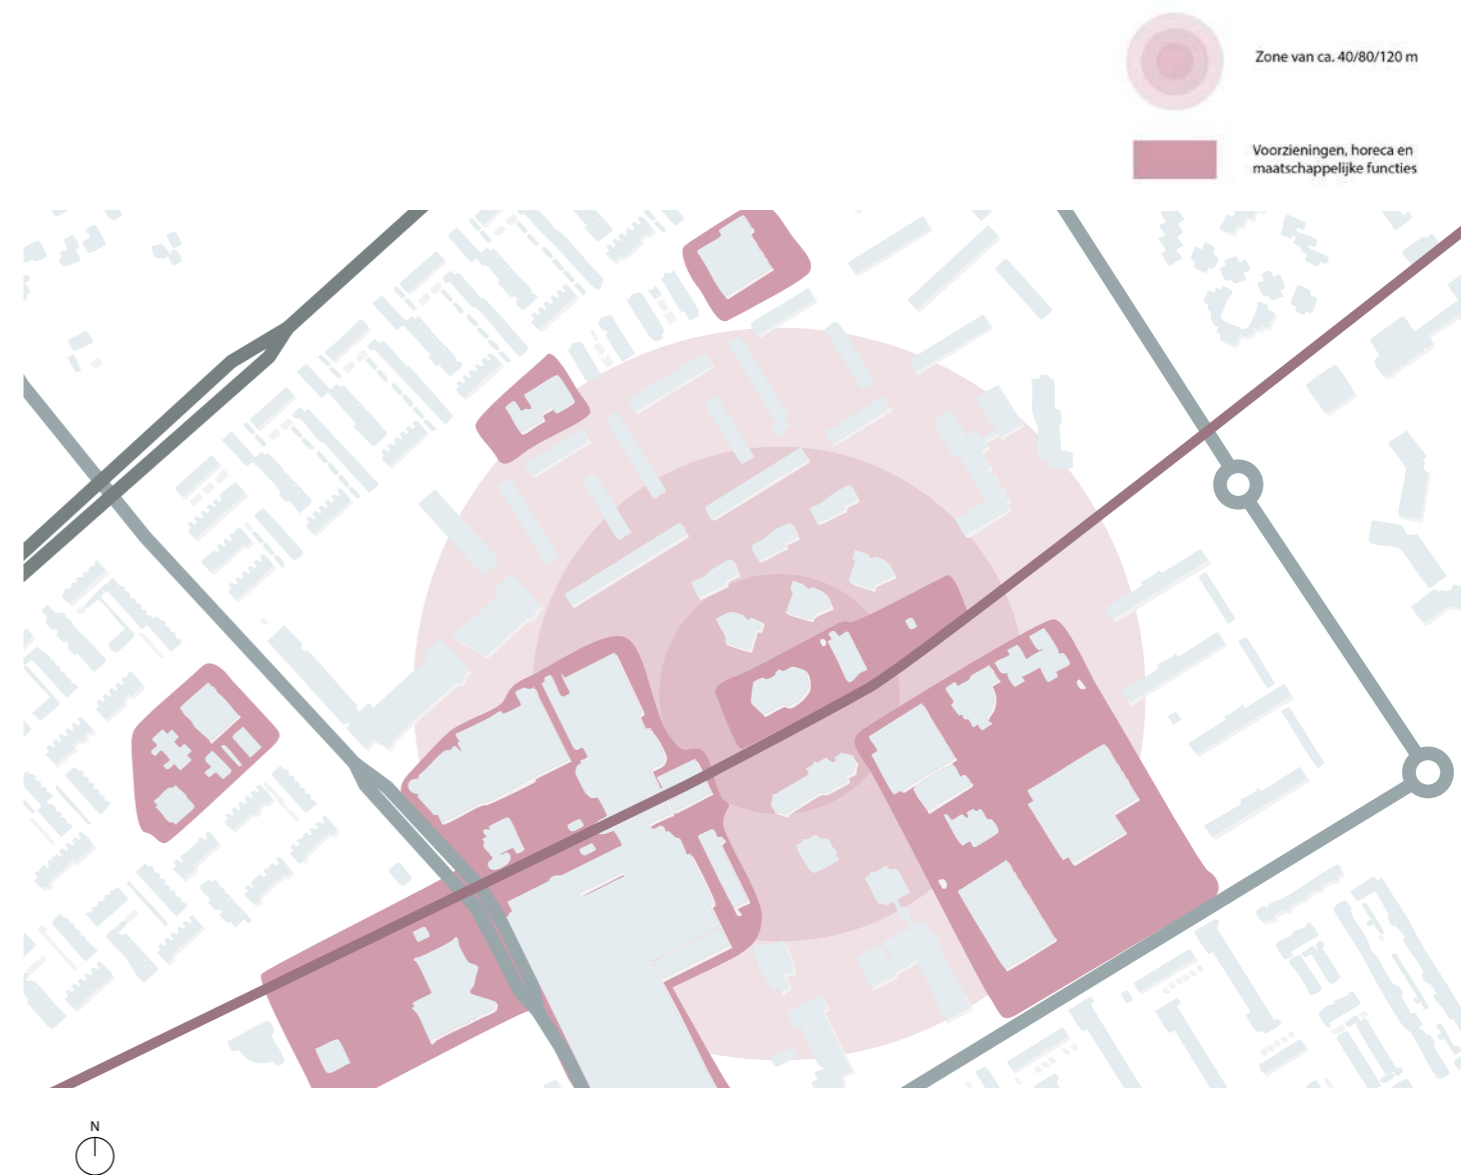 Zone van ca. 40/80/120 m
Voorzieningen, horeca en
maatschappelijke functies
N